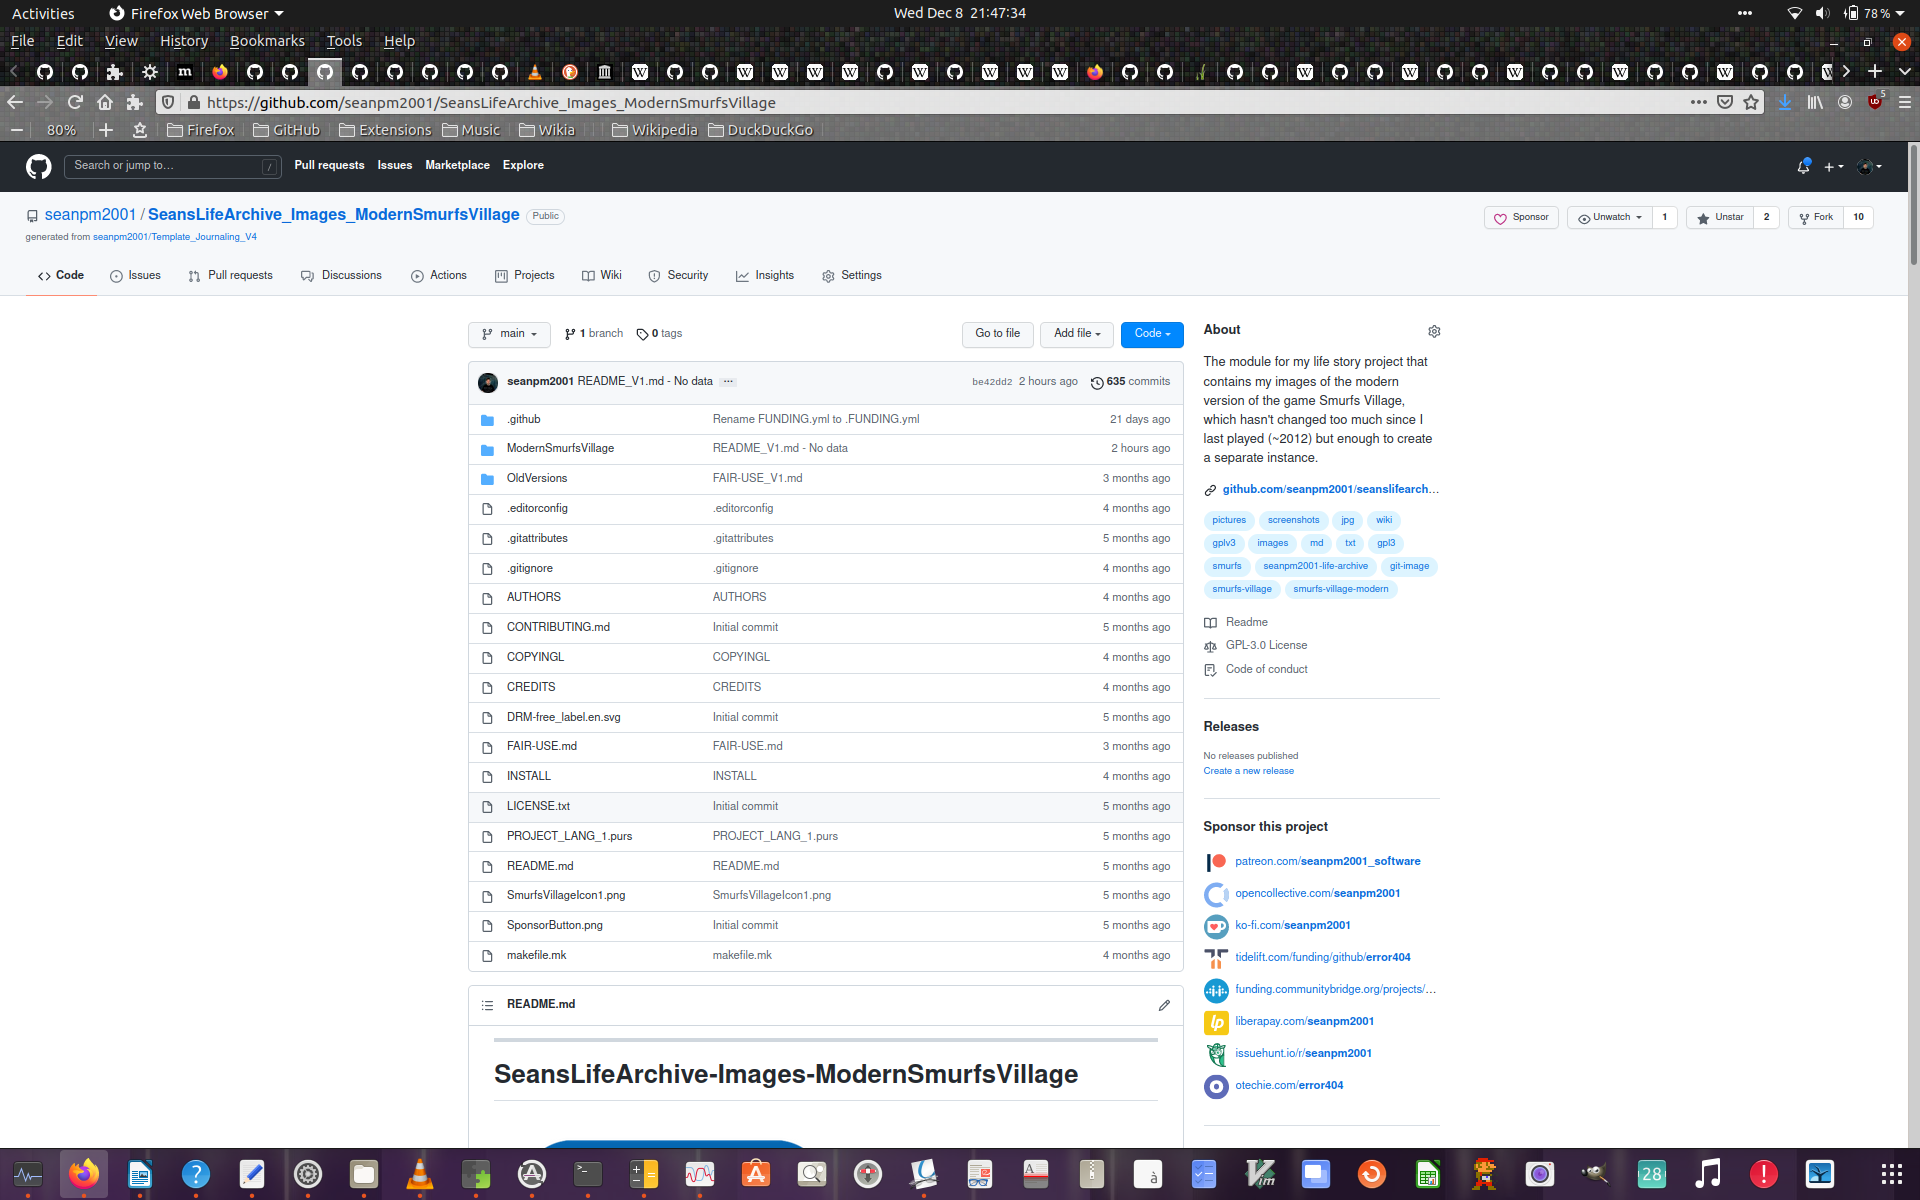 Activities Firefox Web Browser Wed Dec 8 21:47:34 78 %
File Edit View History Bookmarks Tools Help
https://github.com/seanpm2001/SeansLifeArchive_Images_ModernSmurfsVillage 5
80% Firefox GitHub Extensions Music Wikia Wikipedia DuckDuckGo
Search or jump to... / Pull requests Issues Marketplace Explore
seanpm2001 / SeansLifeArchive_Images_ModernSmurfsVillage Public Sponsor Unwatch 1 Unstar 2 Fork 10
generated from seanpm2001/Template_Journaling_V4
Code Issues Pull requests Discussions Actions Projects Wiki Security Insights Settings
main 1 branch 0 tags Go to file Add file Code
seanpm2001 README_V1.md - No data ... be42dd2 2 hours ago 635 commits
.github Rename FUNDING.yml to .FUNDING.yml 21 days ago
ModernSmurfsVillage README_V1.md - No data 2 hours ago
OldVersions FAIR-USE_V1.md 3 months ago
.editorconfig .editorconfig 4 months ago
.gitattributes .gitattributes 5 months ago
.gitignore .gitignore 4 months ago
AUTHORS AUTHORS 4 months ago
CONTRIBUTING.md Initial commit 5 months ago
COPYINGL COPYINGL 4 months ago
CREDITS CREDITS 4 months ago
DRM-free_label.en.svg Initial commit 5 months ago
FAIR-USE.md FAIR-USE.md 3 months ago
INSTALL INSTALL 4 months ago
LICENSE.txt Initial commit 5 months ago
PROJECT_LANG_1.purs PROJECT_LANG_1.purs 5 months ago
README.md README.md 5 months ago
SmurfsVillageIcon1.png SmurfsVillageIcon1.png 5 months ago
SponsorButton.png Initial commit 5 months ago
makefile.mk makefile.mk 4 months ago
README.md
SeansLifeArchive-Images-ModernSmurfsVillage
About
The module for my life story project that
contains my images of the modern
version of the game Smurfs Village,
which hasn't changed too much since I
last played (~2012) but enough to create
a separate instance.
github.com/seanpm2001/seanslifearch...
pictures screenshots jpg wiki
gplv3 images md txt gpl3
smurfs seanpm2001-life-archive git-image
smurfs-village smurfs-village-modern
Readme
GPL-3.0 License
Code of conduct
Releases
No releases published
Create a new release
Sponsor this project
patreon.com/seanpm2001_software
opencollective.com/seanpm2001
ko-fi.com/seanpm2001
tidelift.com/funding/github/error404
funding.communitybridge.org/projects/...
liberapay.com/seanpm2001
issuehunt.io/r/seanpm2001
otechie.com/error404
28